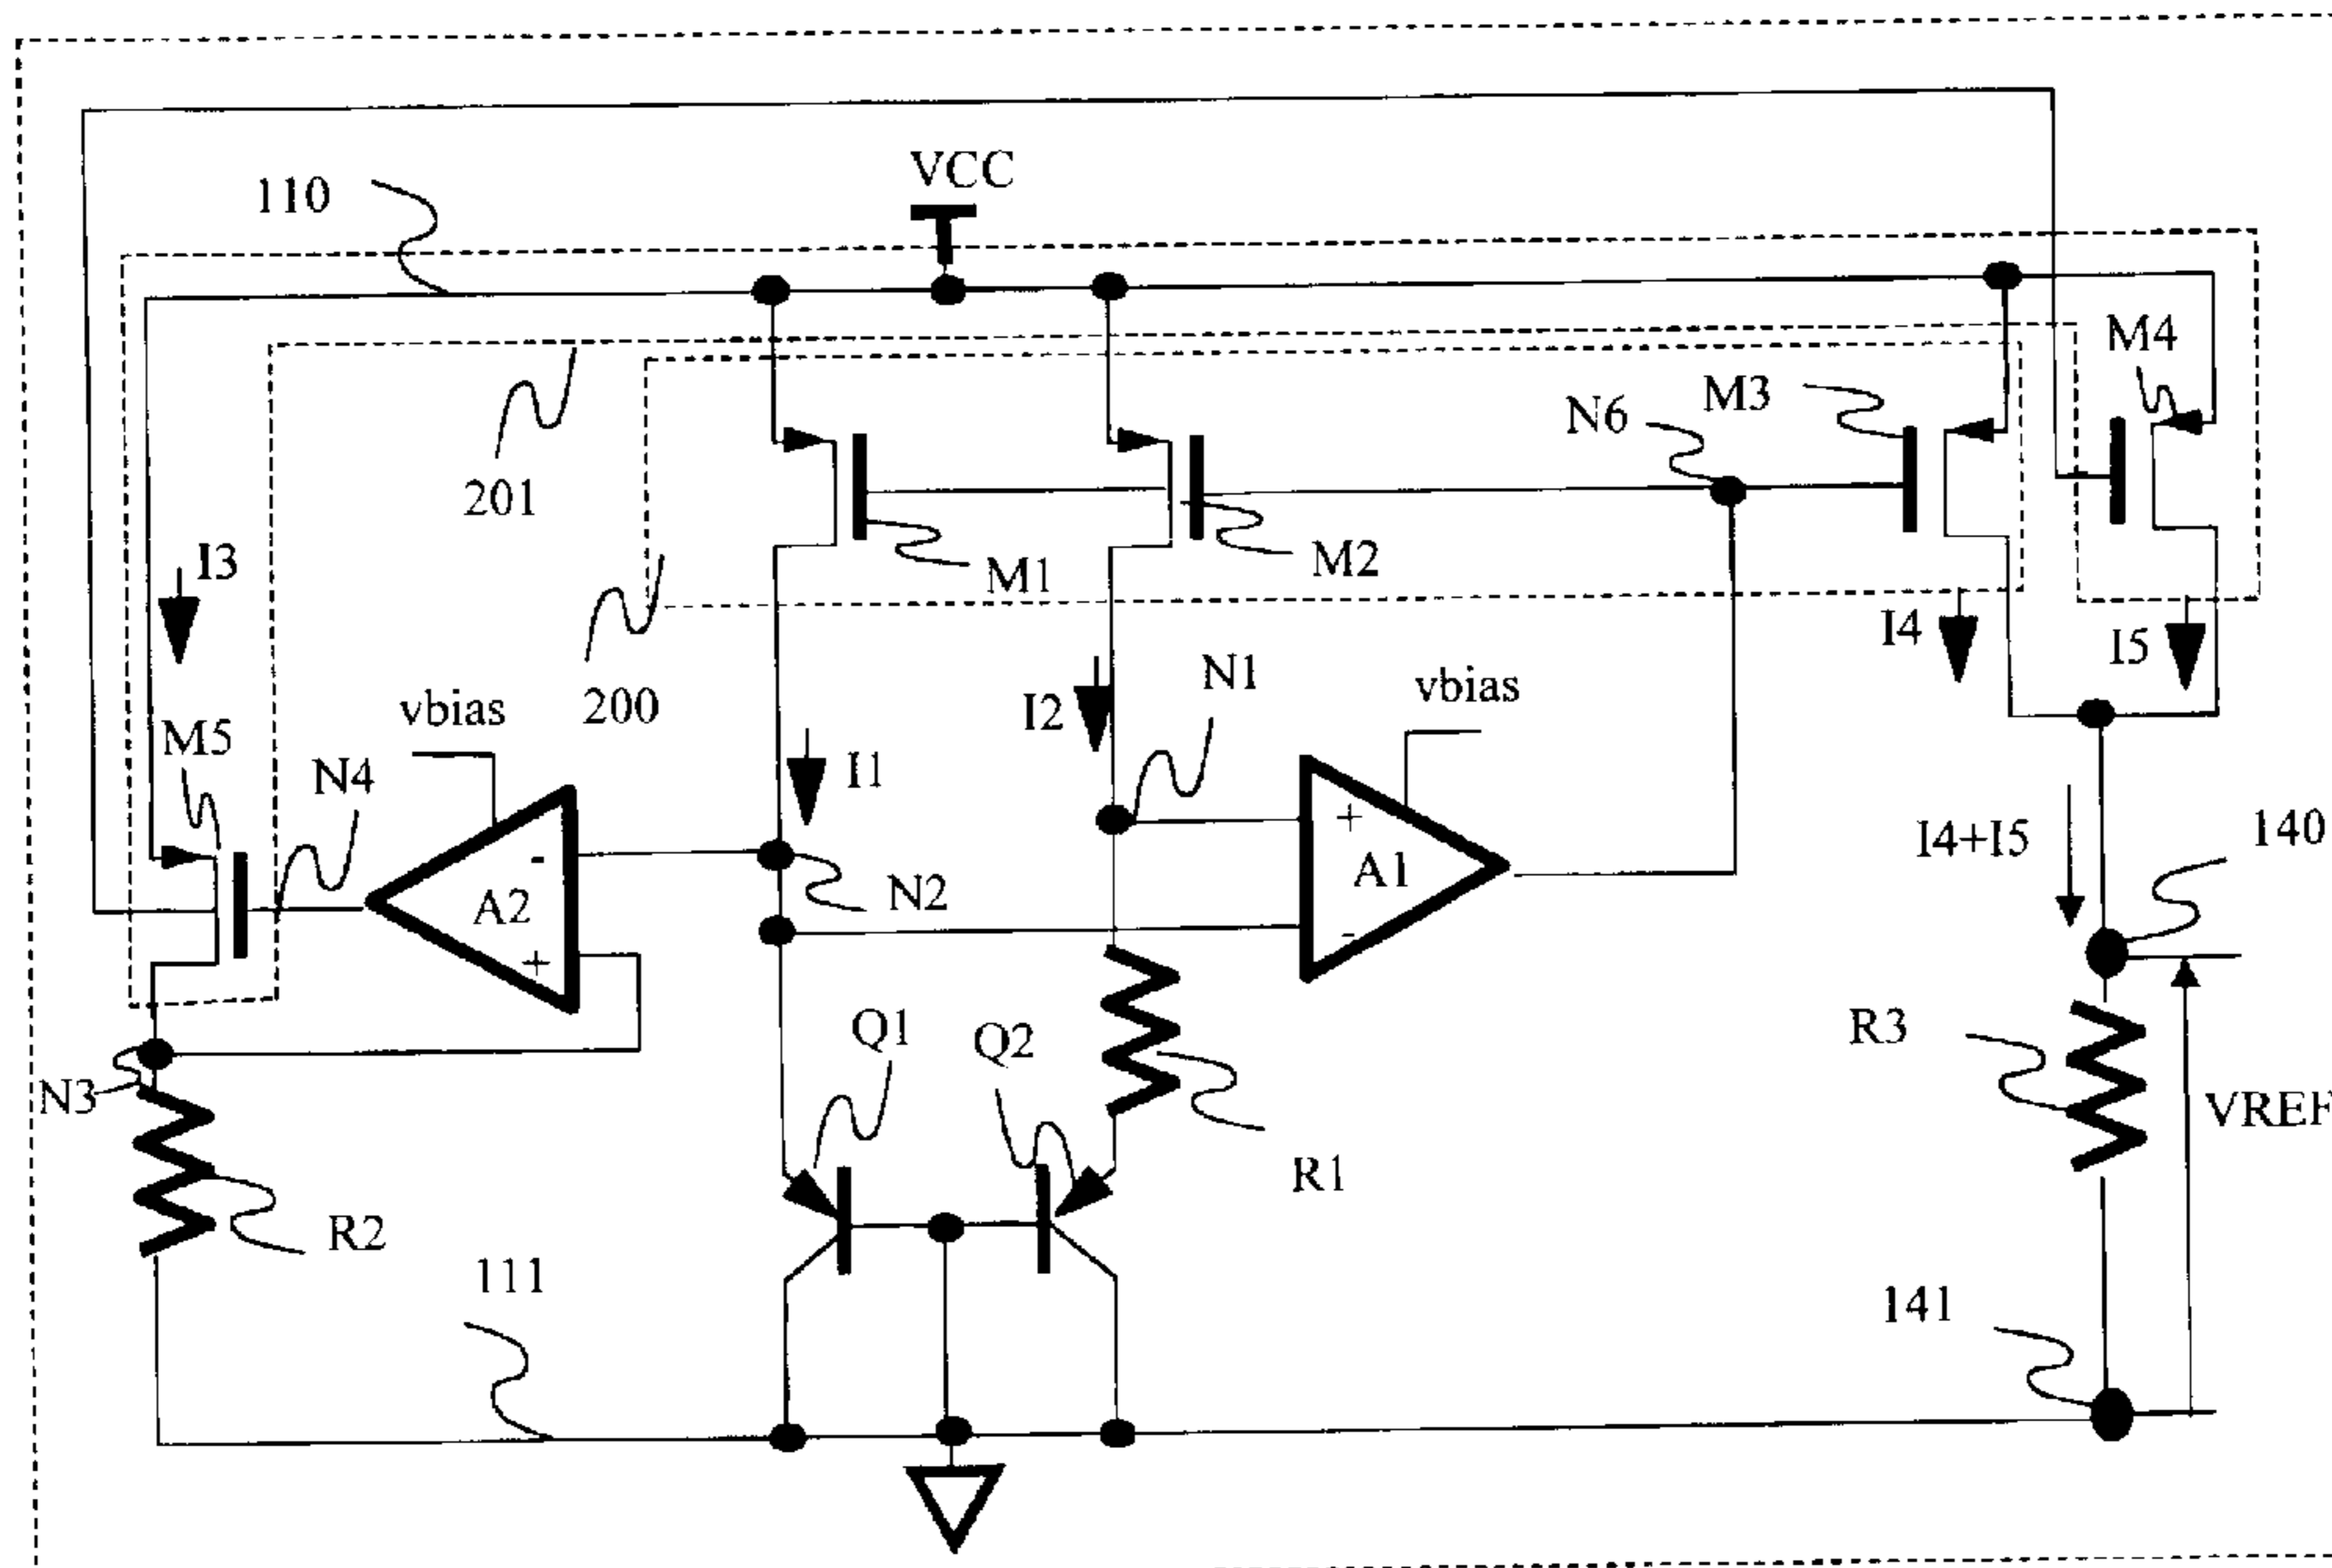 VCC
110
M4
M3
N6
201
M1
M2
I3
I4
I5
200
N1
vbias
I2
vbias
M5
N4
I1
I4+I5
140
+
A1
-
-
A2
+
N2
Q1
Q2
R3
N3
VREF
R1
R2
111
141